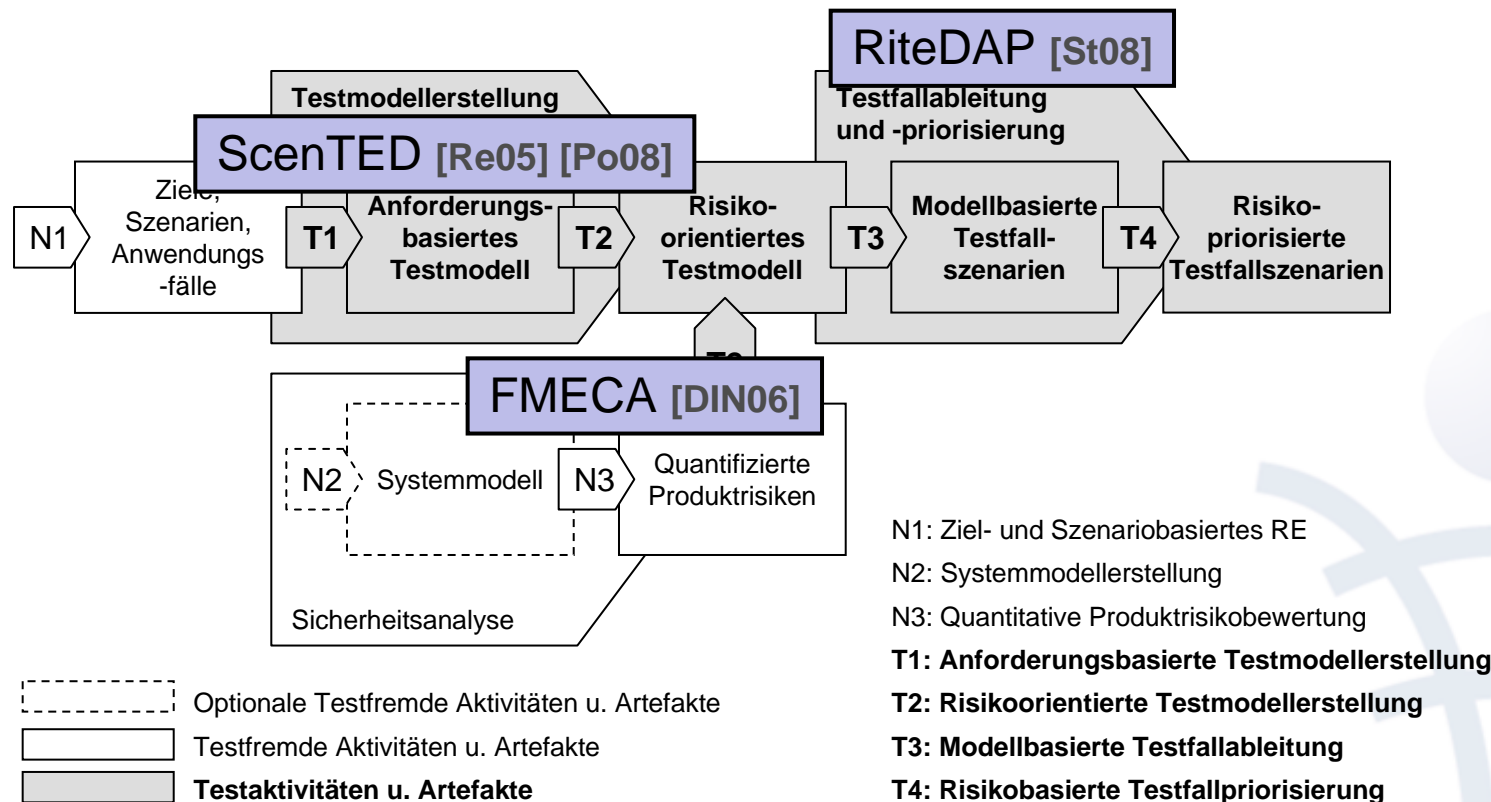 RiteDAP [St08]
Testmodellerstellung
Testfallableitung
und -priorisierung
ScenTED [Re05] [Po08]
N1
Ziele,
Szenarien,
Anwendungs
-fälle
T1
Anforderungs-
basiertes
Testmodell
T2
Risiko-
orientiertes
Testmodell
T3
Modellbasierte
Testfall-
szenarien
T4
Risiko-
priorisierte
Testfallszenarien
FMECA [DIN06]
N2
Systemmodell
N3
Quantifizierte
Produktrisiken
Sicherheitsanalyse
N1: Ziel- und Szenariobasiertes RE
N2: Systemmodellerstellung
N3: Quantitative Produktrisikobewertung
T1: Anforderungsbasierte Testmodellerstellung
T2: Risikoorientierte Testmodellerstellung
T3: Modellbasierte Testfallableitung
T4: Risikobasierte Testfallpriorisierung
Optionale Testfremde Aktivitäten u. Artefakte
Testfremde Aktivitäten u. Artefakte
Testaktivitäten u. Artefakte